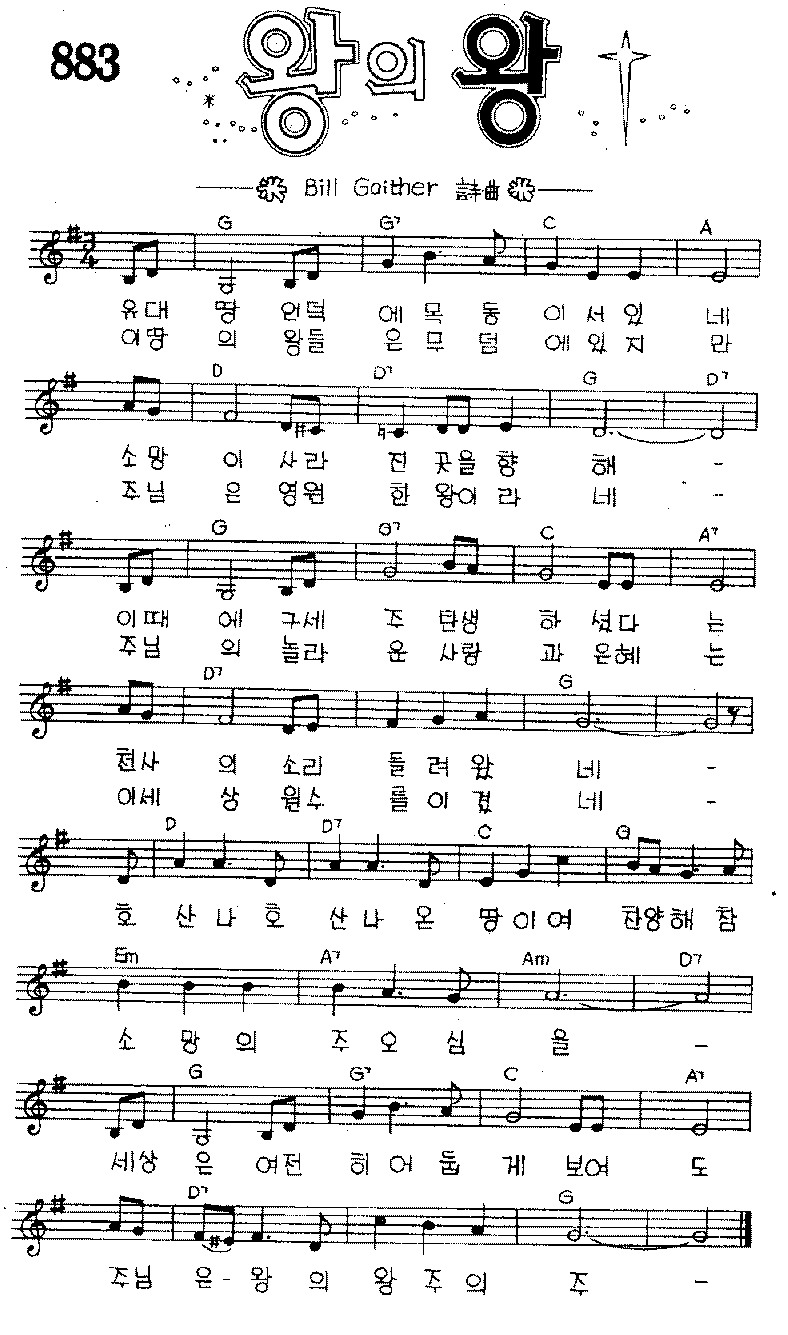 883
왕의 왕
Bill Gaither 詩曲
G G7 C A
유대 땅 언덕 에 목 동 이 서 있 네
이땅 의 왕들 은 무 덤 에 있 지 만
D D7 G D7
소망 이 사라 진 곳을 향 해 -
주님 은 영원 한 왕이 라 네 -
G G7 C A7
이때 에 구세 주 탄생 하 셨다 는
주님 의 놀라 운 사랑 과 은혜 는
D7 G
천사 의 소리 들 려 왔 네 -
이세 상 원수 를 이 겼 네 -
D D7 C G
호 산 나 호 산 나 온 땅 이 여 찬양해 참
Em A7 Am D7
소 망 의 주 오 심 을 -
G G7 C A7
세상 은 여전 히 어 둡 게 보여 도
D7 G
주님 은- 왕 의 왕 주 의 주 -